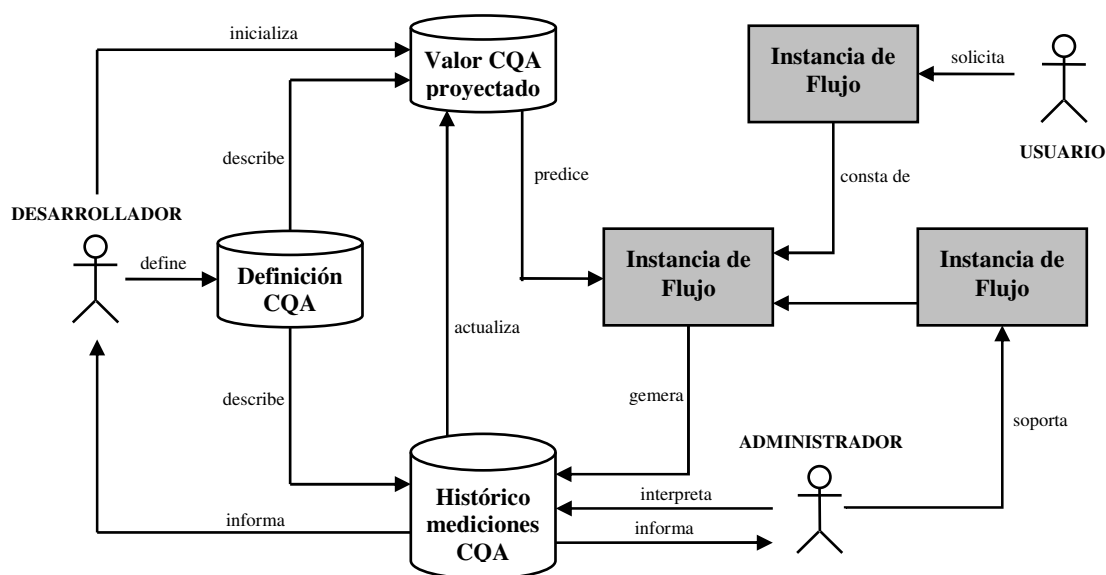 inicializa
Valor CQA
proyectado
Instancia de
Flujo
solicita
USUARIO
describe
predice
consta de
DESARROLLADOR
define
Definición
CQA
Instancia de
Flujo
Instancia de
Flujo
actualiza
describe
gemera
soporta
ADMINISTRADOR
Histórico
mediciones
CQA
interpreta
informa
informa